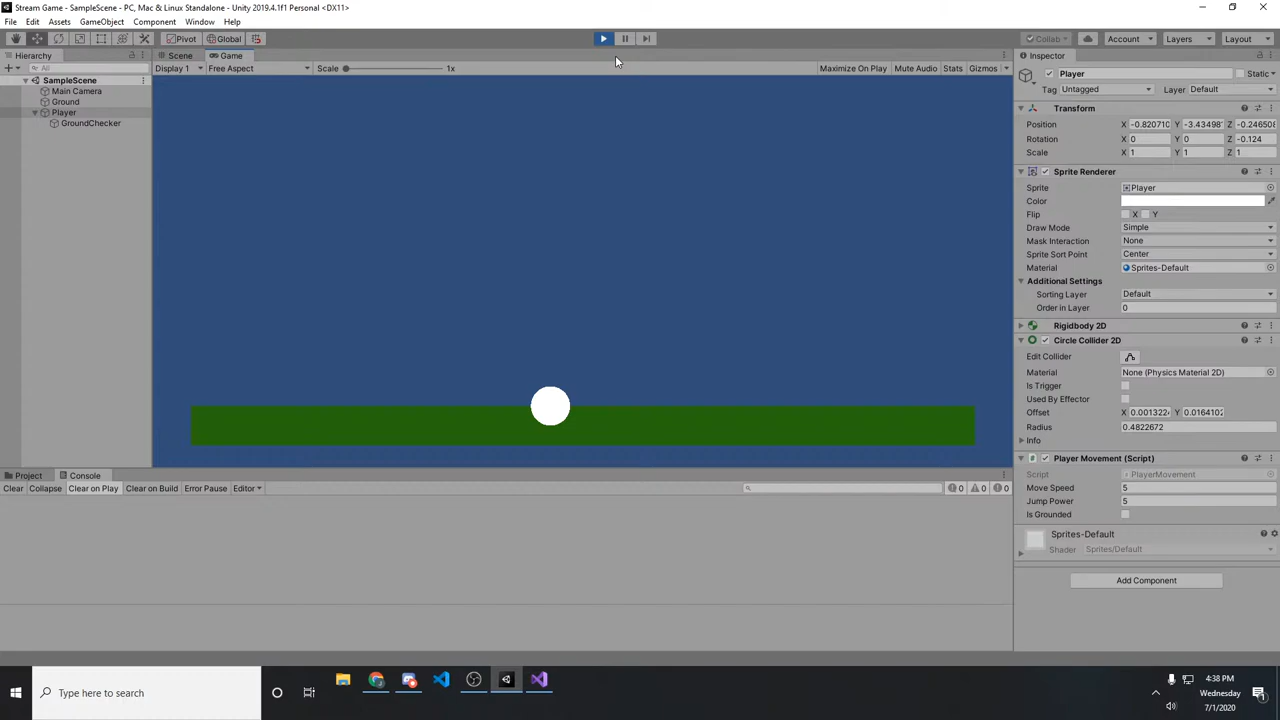 Stream Game - SampleScene - PC, Mac & Linux Standalone - Unity 2019.4.1f1 Personal <DX11>
File Edit Assets GameObject Component Window Help
Pivot Global Collab Account Layers Layout
Hierarchy Scene Game Inspector
All Display 1 Free Aspect Scale 1x Maximize On Play Mute Audio Stats Gizmos Player Static
SampleScene
Main Camera
Ground
Player
GroundChecker
Tag Untagged Layer Default
Transform
Position X -0.820710 Y Z -0.246508
Rotation X 0 Y 0 Z -0.124
Scale X 1 Y 1 Z 1
Sprite Renderer
Sprite Player
Color
Flip X Y
Draw Mode Simple
Mask Interaction None
Sprite Sort Point Center
Material Sprites-Default
Additional Settings
Sorting Layer Default
Order in Layer 0
Rigidbody 2D
Circle Collider 2D
Edit Collider
Material None (Physics Material 2D)
Is Trigger
Used By Effector
Offset X Y
Radius 0.4822672
Info
Player Movement (Script)
Script PlayerMovement
Move Speed 5
Jump Power 5
Is Grounded
Sprites-Default
Shader Sprites/Default
Add Component
Project Console
Clear Collapse Clear on Play Clear on Build Error Pause Editor 0 0 0
Type here to search
4:38 PM
Wednesday
7/1/2020
1